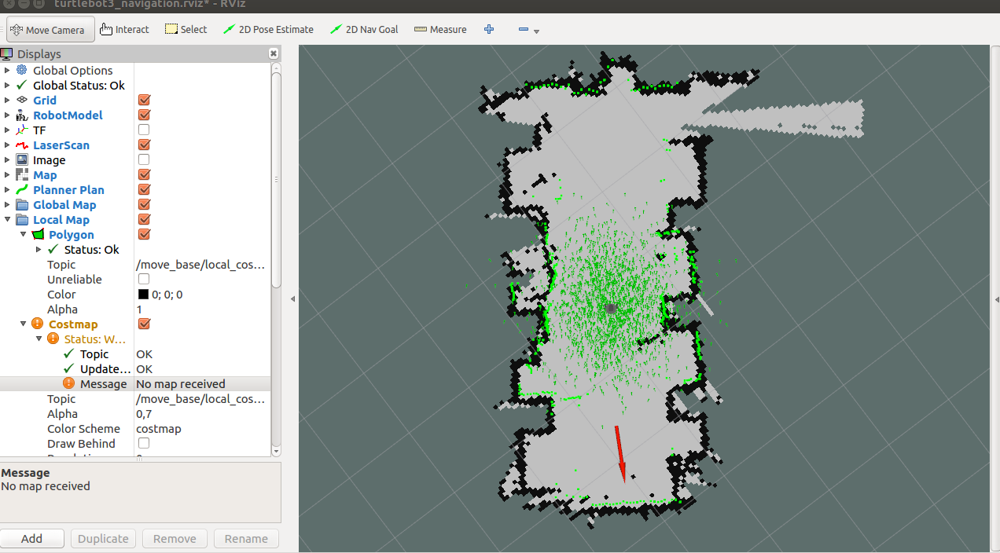 turtlebot3_navigation.rviz* - RViz
Move Camera Interact Select 2D Pose Estimate 2D Nav Goal Measure
Displays
Global Options
Global Status: Ok
Grid
RobotModel
TF
LaserScan
Image
Map
Planner Plan
Global Map
Local Map
Polygon
Status: Ok
Topic /move_base/local_cos...
Unreliable
Color 0; 0; 0
Alpha 1
Costmap
Status: W...
Topic OK
Update... OK
Message No map received
Topic /move_base/local_cos...
Alpha 0,7
Color Scheme costmap
Draw Behind
Message
No map received
Add Duplicate Remove Rename